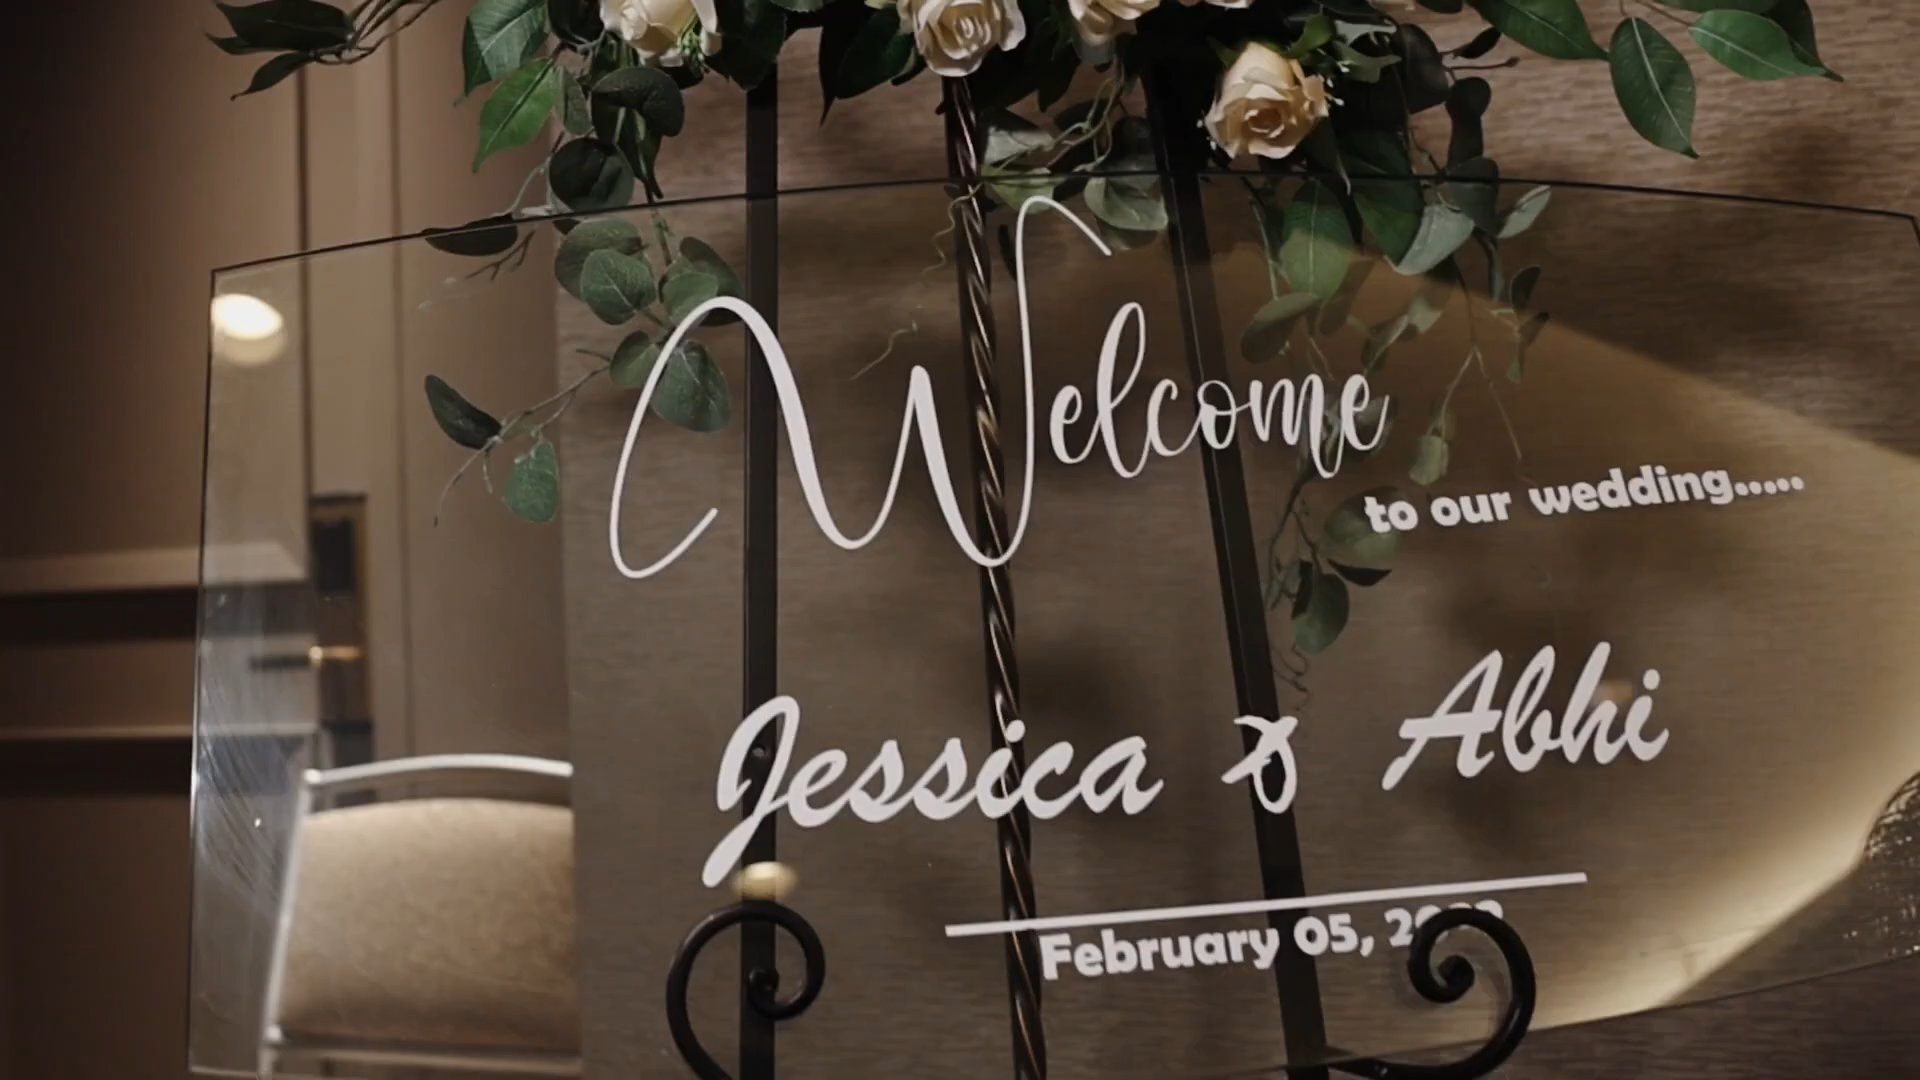 Welcome
to our wedding.....
Jessica & Abhi
February 05,